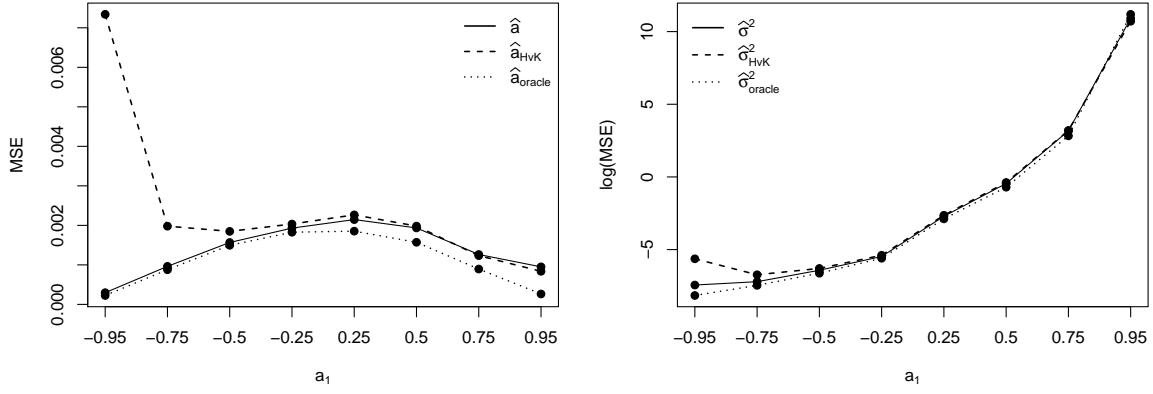 MSE
0.000 0.002 0.004 0.006
−0.95 −0.75 −0.5 −0.25 0.25 0.5 0.75 0.95
a₁
â
â_HvK
â_oracle
log(MSE)
−5 0 5 10
−0.95 −0.75 −0.5 −0.25 0.25 0.5 0.75 0.95
a₁
σ̂²
σ̂²_HvK
σ̂²_oracle